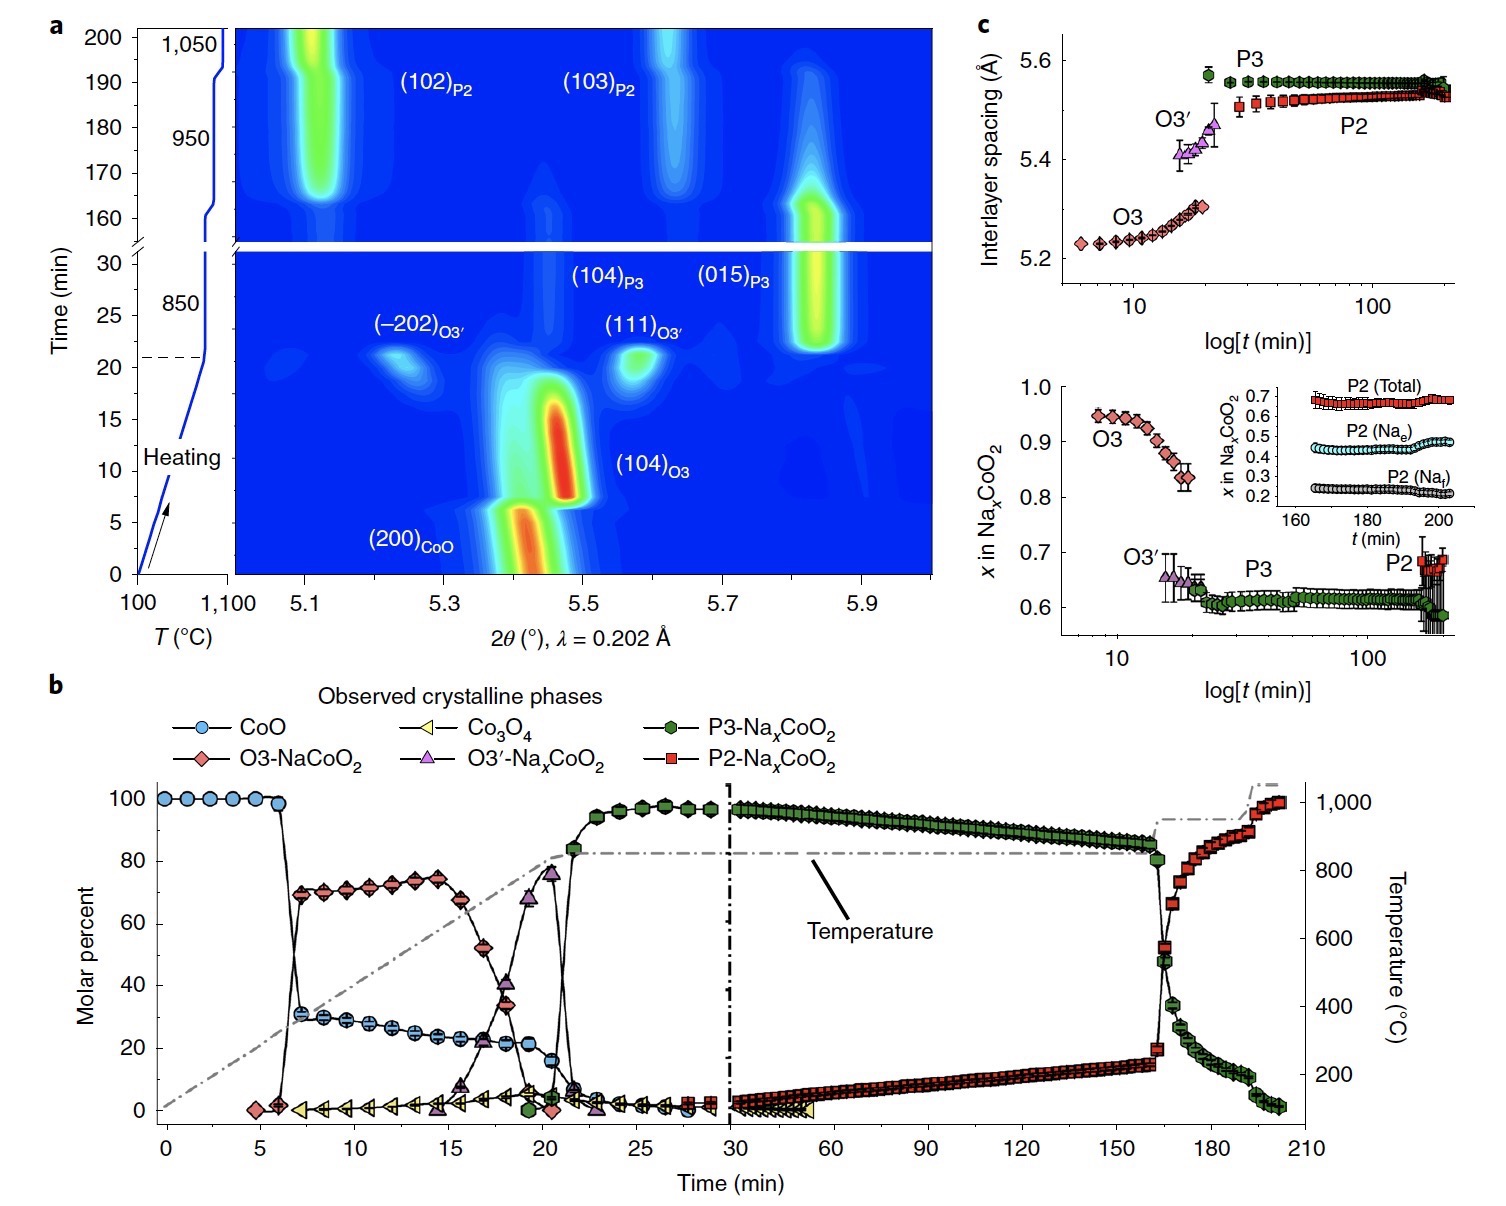 a
200
190
180
170
160
30
25
20
15
10
5
0
Time (min)
1,050
950
850
Heating
100
1,100
T (°C)
(102)P2
(103)P2
(104)P3
(015)P3
(−202)O3′
(111)O3′
(104)O3
(200)CoO
5.1
5.3
5.5
5.7
5.9
2θ (°), λ = 0.202 Å
c
Interlayer spacing (Å)
5.6
5.4
5.2
P3
O3′
P2
O3
10
100
log[t (min)]
x in NaxCoO2
1.0
0.9
0.8
0.7
0.6
O3
O3′
P3
P2
x in NaxCoO2
0.7
0.6
0.5
0.4
0.3
0.2
P2 (Total)
P2 (Nae)
P2 (Naf)
160
180
200
t (min)
10
100
log[t (min)]
b
Observed crystalline phases
CoO
Co3O4
P3-NaxCoO2
O3-NaCoO2
O3′-NaxCoO2
P2-NaxCoO2
Molar percent
100
80
60
40
20
0
Temperature
1,000
800
600
400
200
Temperature (°C)
0
5
10
15
20
25
30
60
90
120
150
180
210
Time (min)